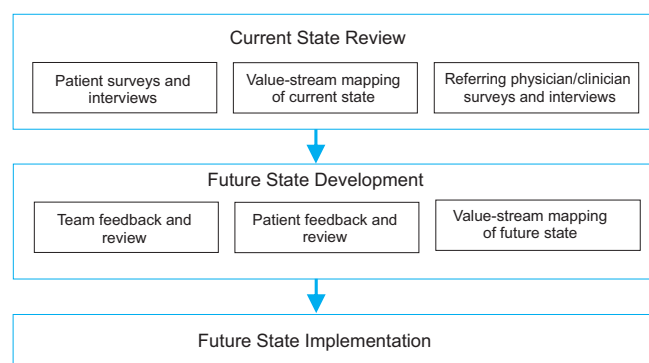 Current State Review
Patient surveys and
interviews
Value-stream mapping
of current state
Referring physician/clinician
surveys and interviews
Future State Development
Team feedback and
review
Patient feedback and
review
Value-stream mapping
of future state
Future State Implementation